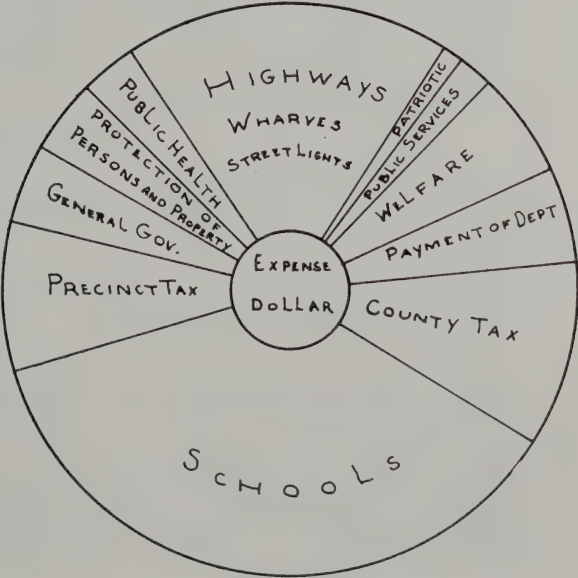 HIGHWAYS
WHARVES
STREET LIGHTS
PATRIOTIC
PUBLIC SERVICES
WELFARE
PAYMENT OF DEPT
COUNTY TAX
SCHOOLS
PRECINCT TAX
GENERAL GOV.
PROTECTION OF
PERSONS AND PROPERTY
PUBLIC HEALTH
EXPENSE
DOLLAR